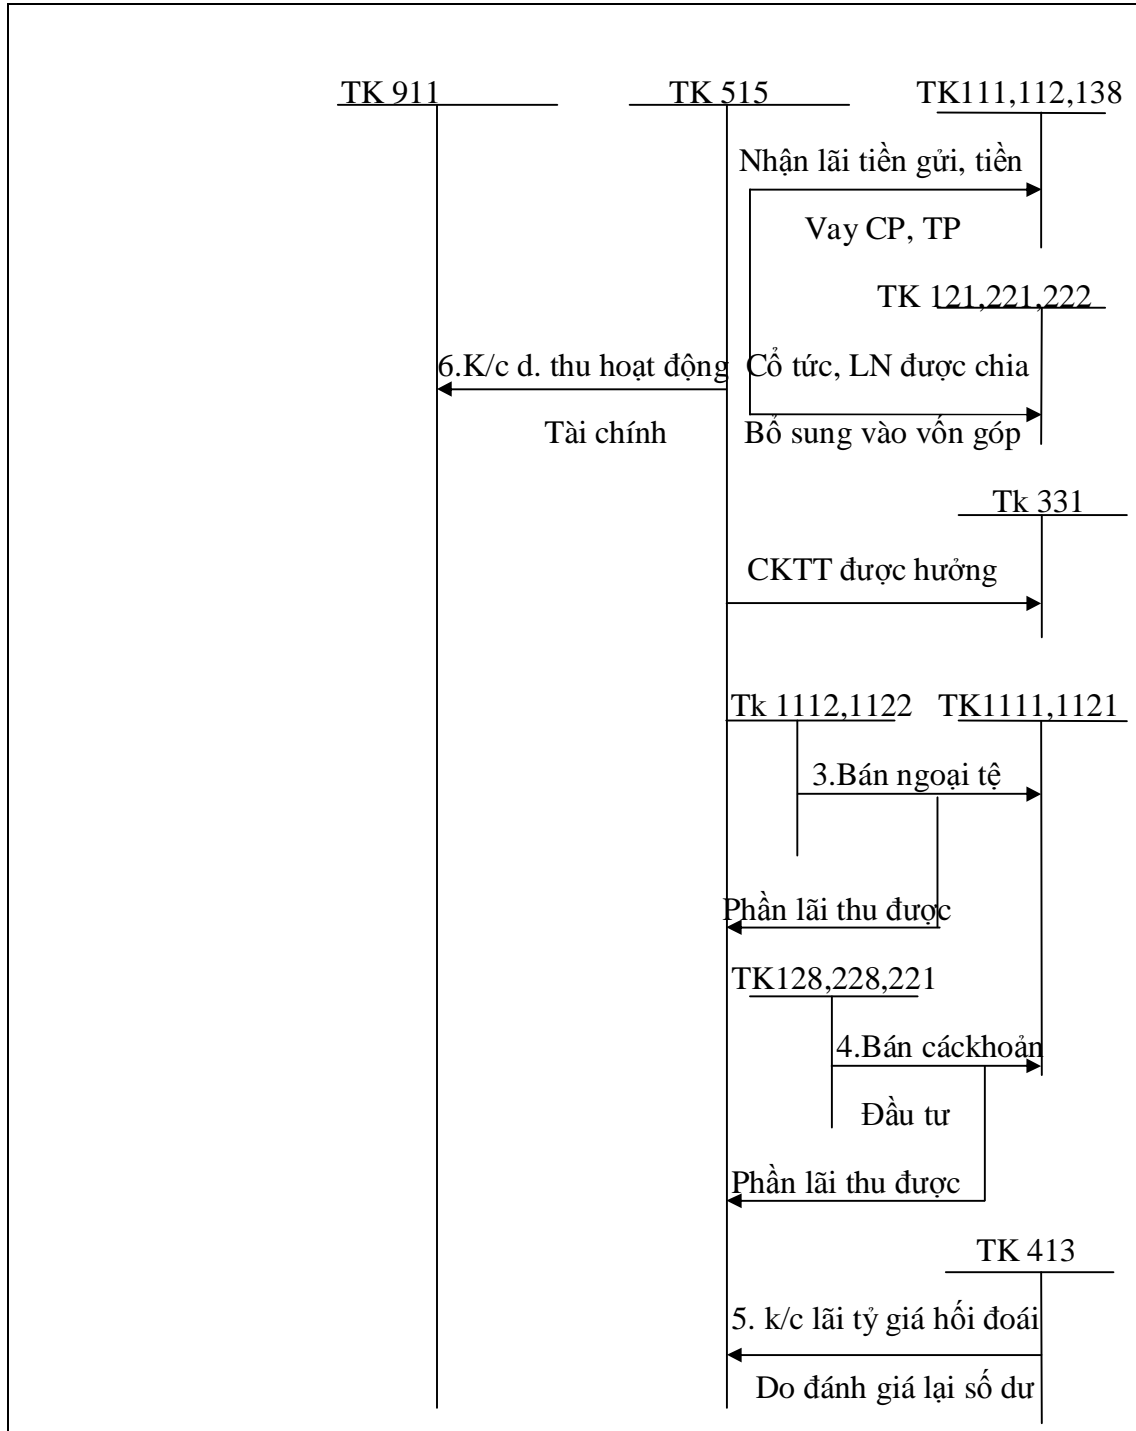 TK 911 TK 515 TK111,112,138
Nhận lãi tiền gửi, tiền
Vay CP, TP
TK 121,221,222
6.K/c d. thu hoạt động Cổ tức, LN được chia
Tài chính Bổ sung vào vốn góp
Tk 331
CKTT được hưởng
Tk 1112,1122 TK1111,1121
3.Bán ngoại tệ
Phần lãi thu được
TK128,228,221
4.Bán cáckhoản
Đầu tư
Phần lãi thu được
TK 413
5. k/c lãi tỷ giá hối đoái
Do đánh giá lại số dư